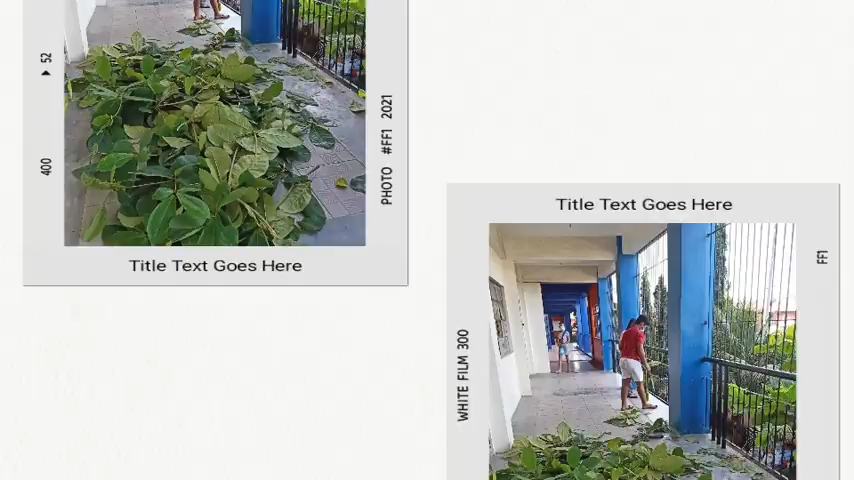 ▶ 52
400
PHOTO #FF1 2021
Title Text Goes Here
Title Text Goes Here
FF1
WHITE FILM 300